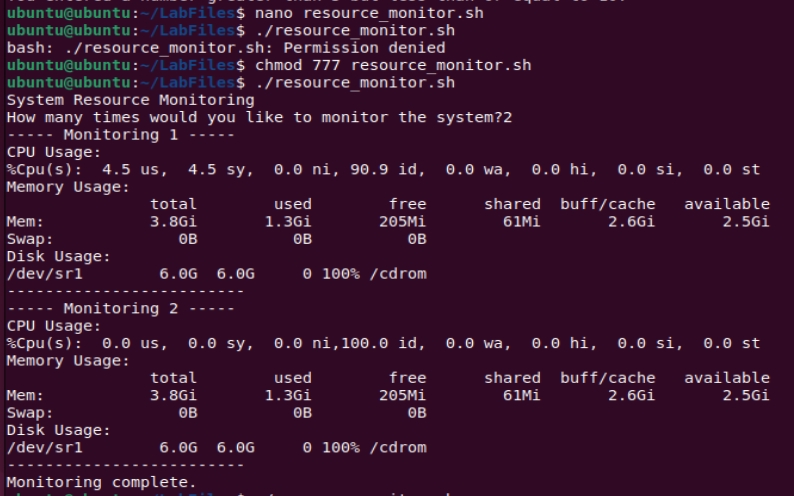 ubuntu@ubuntu:~/LabFiles$ nano resource_monitor.sh
ubuntu@ubuntu:~/LabFiles$ ./resource_monitor.sh
bash: ./resource_monitor.sh: Permission denied
ubuntu@ubuntu:~/LabFiles$ chmod 777 resource_monitor.sh
ubuntu@ubuntu:~/LabFiles$ ./resource_monitor.sh
System Resource Monitoring
How many times would you like to monitor the system?2
----- Monitoring 1 -----
CPU Usage:
%Cpu(s):  4.5 us,  4.5 sy,  0.0 ni, 90.9 id,  0.0 wa,  0.0 hi,  0.0 si,  0.0 st
Memory Usage:
               total        used        free      shared  buff/cache   available
Mem:           3.8Gi       1.3Gi       205Mi        61Mi       2.6Gi       2.5Gi
Swap:             0B          0B          0B
Disk Usage:
/dev/sr1        6.0G  6.0G     0 100% /cdrom
-------------------------
----- Monitoring 2 -----
CPU Usage:
%Cpu(s):  0.0 us,  0.0 sy,  0.0 ni,100.0 id,  0.0 wa,  0.0 hi,  0.0 si,  0.0 st
Memory Usage:
               total        used        free      shared  buff/cache   available
Mem:           3.8Gi       1.3Gi       205Mi        61Mi       2.6Gi       2.5Gi
Swap:             0B          0B          0B
Disk Usage:
/dev/sr1        6.0G  6.0G     0 100% /cdrom
-------------------------
Monitoring complete.